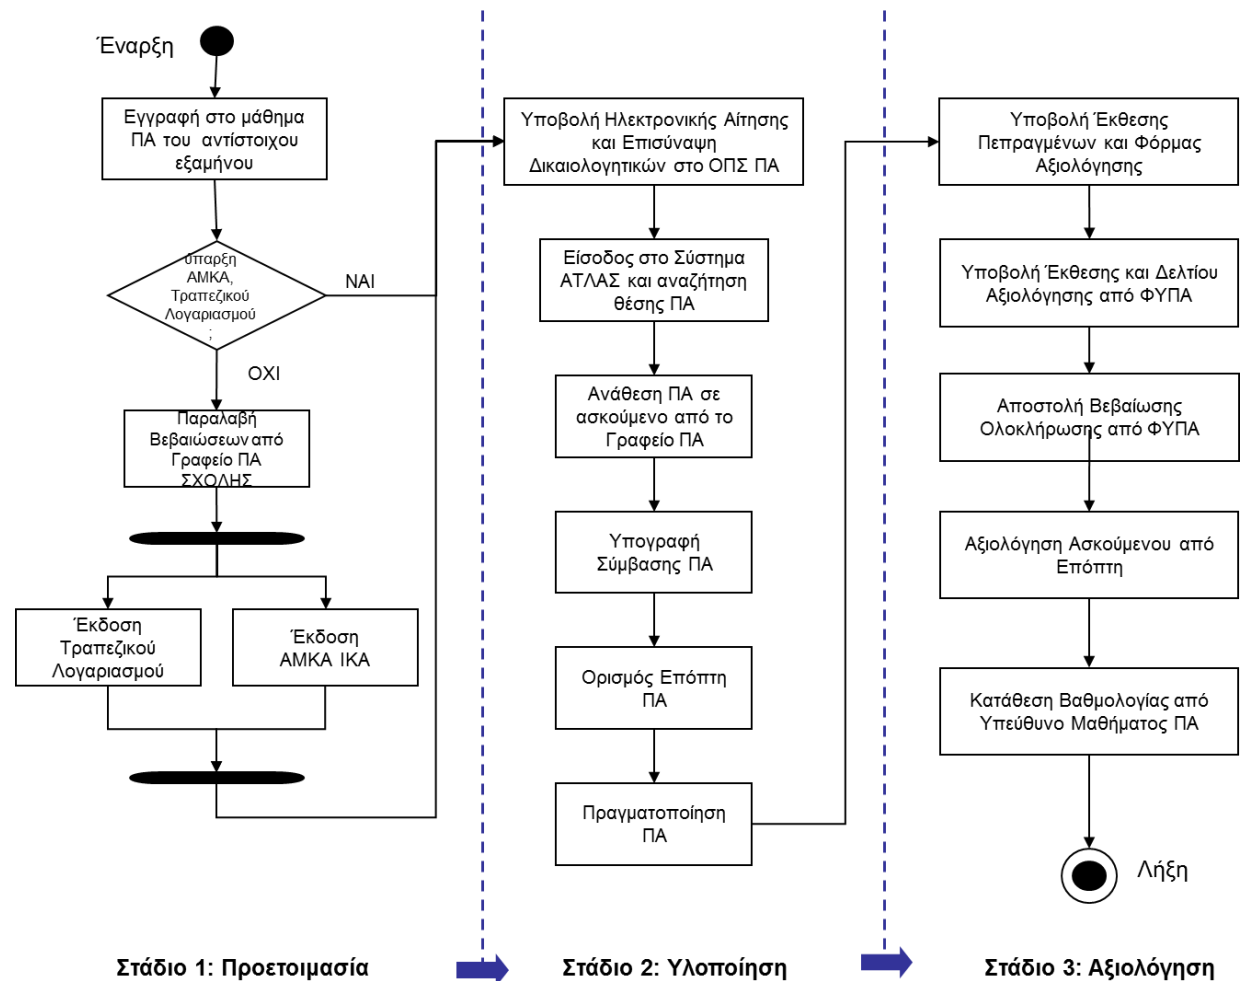 Έναρξη
Εγγραφή στο μάθημα
ΠΑ του αντίστοιχου
εξαμήνου
ύπαρξη
ΑΜΚΑ,
Τραπεζικού
Λογαριασμού
;
ΝΑΙ
ΟΧΙ
Παραλαβή
Βεβαιώσεων από
Γραφείο ΠΑ
ΣΧΟΛΗΣ
Έκδοση
Τραπεζικού
Λογαριασμού
Έκδοση
ΑΜΚΑ ΙΚΑ
Στάδιο 1: Προετοιμασία
Υποβολή Ηλεκτρονικής Αίτησης
και Επισύναψη
Δικαιολογητικών στο ΟΠΣ ΠΑ
Είσοδος στο Σύστημα
ΑΤΛΑΣ και αναζήτηση
θέσης ΠΑ
Ανάθεση ΠΑ σε
ασκούμενο από το
Γραφείο ΠΑ
Υπογραφή
Σύμβασης ΠΑ
Ορισμός Επόπτη
ΠΑ
Πραγματοποίηση
ΠΑ
Στάδιο 2: Υλοποίηση
Υποβολή Έκθεσης
Πεπραγμένων και Φόρμας
Αξιολόγησης
Υποβολή Έκθεσης και Δελτίου
Αξιολόγησης από ΦΥΠΑ
Αποστολή Βεβαίωσης
Ολοκλήρωσης από ΦΥΠΑ
Αξιολόγηση Ασκούμενου από
Επόπτη
Κατάθεση Βαθμολογίας από
Υπεύθυνο Μαθήματος ΠΑ
Λήξη
Στάδιο 3: Αξιολόγηση